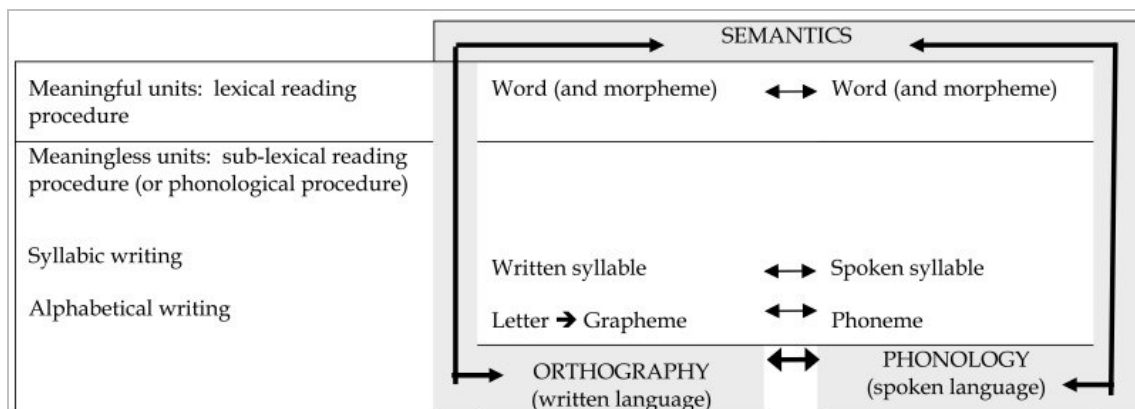 SEMANTICS
Meaningful units: lexical reading
procedure
Word (and morpheme) ↔ Word (and morpheme)
Meaningless units: sub-lexical reading
procedure (or phonological procedure)
Syllabic writing
Written syllable ↔ Spoken syllable
Alphabetical writing
Letter ➔ Grapheme ↔ Phoneme
ORTHOGRAPHY ↔ PHONOLOGY
(written language) (spoken language)